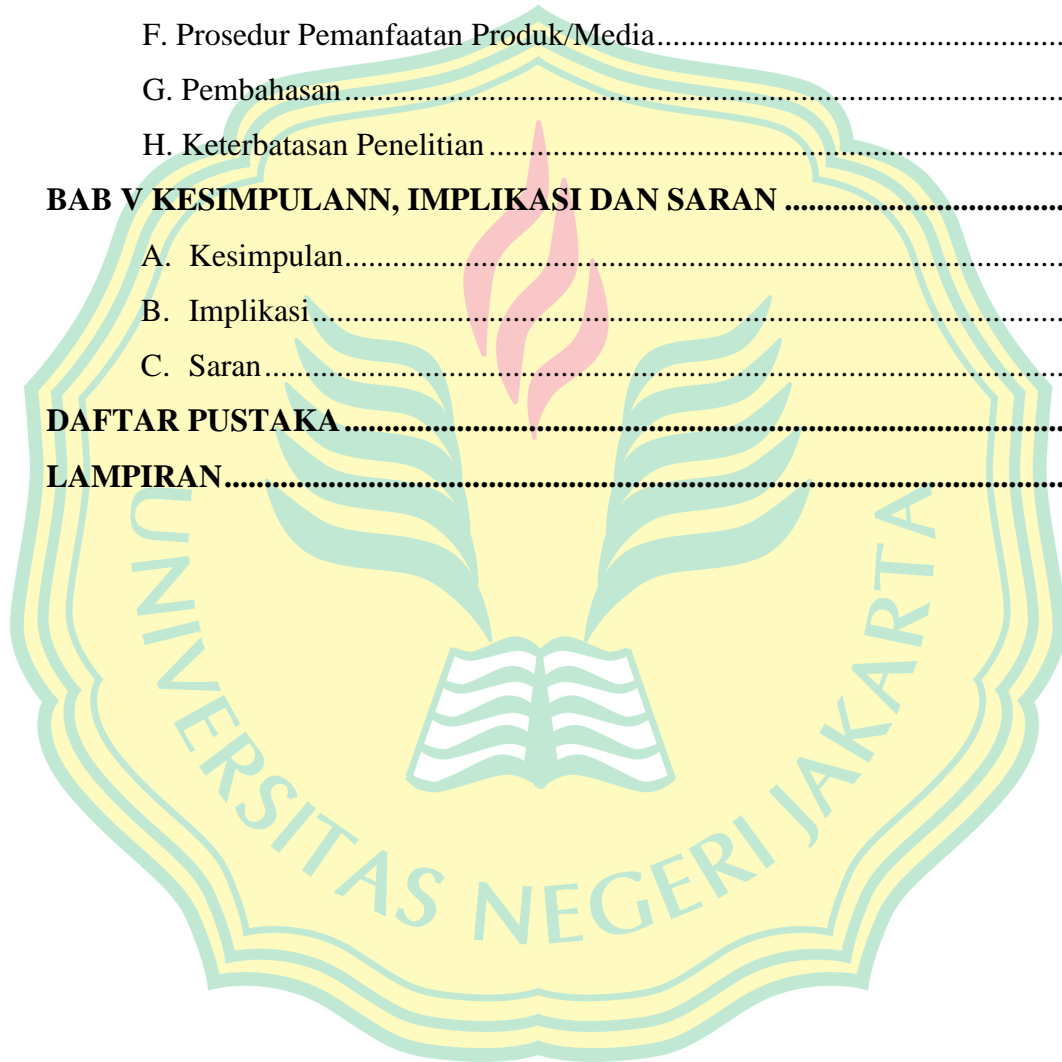 F. Prosedur Pemanfaatan Produk/Media....................................................
G. Pembahasan..........................................................................................
H. Keterbatasan Penelitian........................................................................
BAB V KESIMPULANN, IMPLIKASI DAN SARAN ...................................
A. Kesimpulan...........................................................................................
B. Implikasi...............................................................................................
C. Saran.....................................................................................................
DAFTAR PUSTAKA.......................................................................................
LAMPIRAN.....................................................................................................
UNIVERSITAS NEGERI JAKARTA